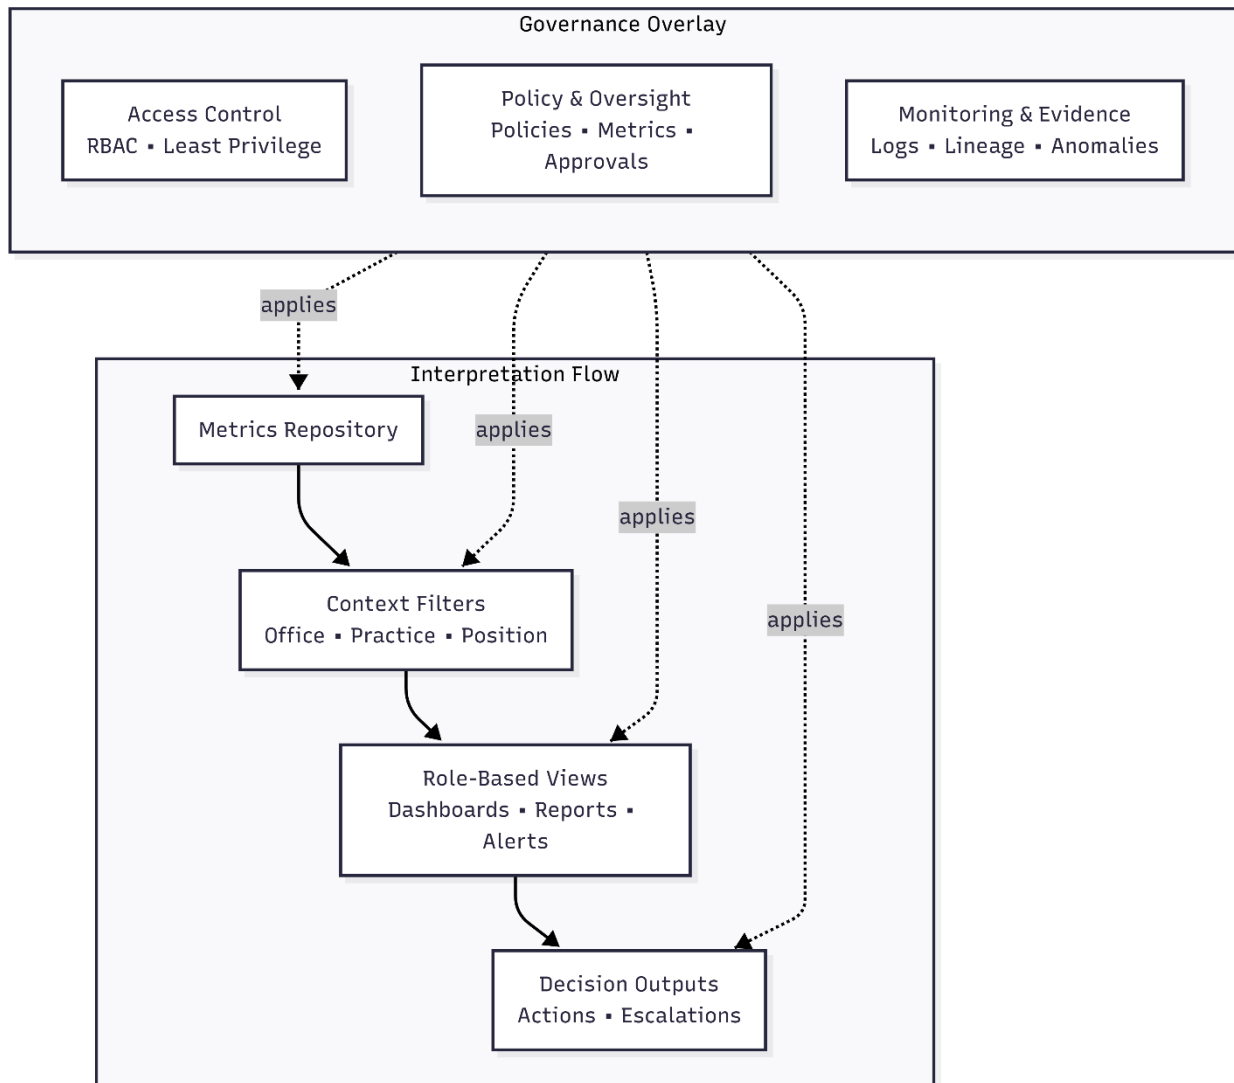 Governance Overlay
Access Control
RBAC ▪ Least Privilege
Policy & Oversight
Policies ▪ Metrics ▪
Approvals
Monitoring & Evidence
Logs ▪ Lineage ▪ Anomalies
applies
Interpretation Flow
Metrics Repository
applies
applies
Context Filters
Office ▪ Practice ▪ Position
applies
Role-Based Views
Dashboards ▪ Reports ▪
Alerts
Decision Outputs
Actions ▪ Escalations